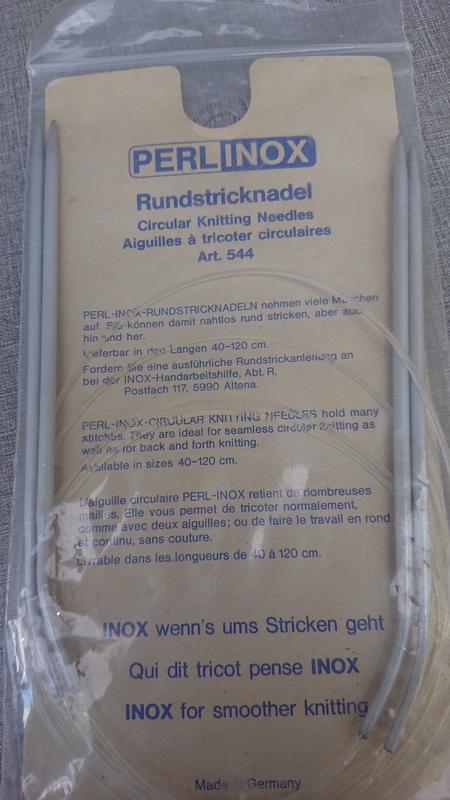 PERLINOX
Rundstricknadel
Circular Knitting Needles
Aiguilles à tricoter circulaires
Art. 544
PERL-INOX-RUNDSTRICKNADELN nehmen viele Maschen
auf. Sie können damit nahtlos rund stricken, aber auch
hin und her.
Lieferbar in den Längen 40–120 cm.
Fordern Sie eine ausführliche Rundstrickanleitung an
bei der INOX-Handarbeitshilfe, Abt. R,
Postfach 117, 5990 Altena.
PERL-INOX-CIRCULAR KNITTING NEEDLES hold many
stitches. They are ideal for seamless circular knitting as
well as for back and forth knitting.
Available in sizes 40–120 cm.
L'aiguille circulaire PERL-INOX retient de nombreuses
mailles, Elle vous permet de tricoter normalement,
comme avec deux aiguilles; ou de faire le travail en rond
et continu, sans couture.
Livrable dans les longueurs de 40 à 120 cm.
INOX wenn's ums Stricken geht
Qui dit tricot pense INOX
INOX for smoother knitting
Made in Germany